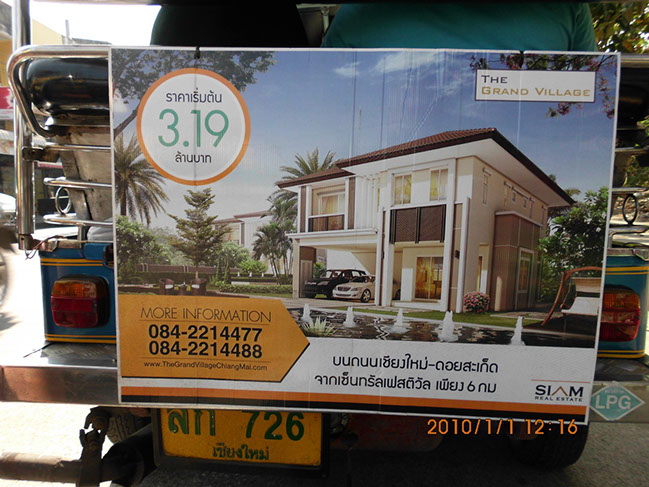 THE
GRAND VILLAGE
ราคาเริ่มต้น
3.19
ล้านบาท
MORE INFORMATION
084-2214477
084-2214488
www.TheGrandVillageChiangMai.com
บนถนนเชียงใหม่-ดอยสะเก็ด
จากเซ็นทรัลเฟสติวัล เพียง 6 กม
SIAM
REAL ESTATE
LPG
726
เชียงใหม่
2010/1/1 12:16